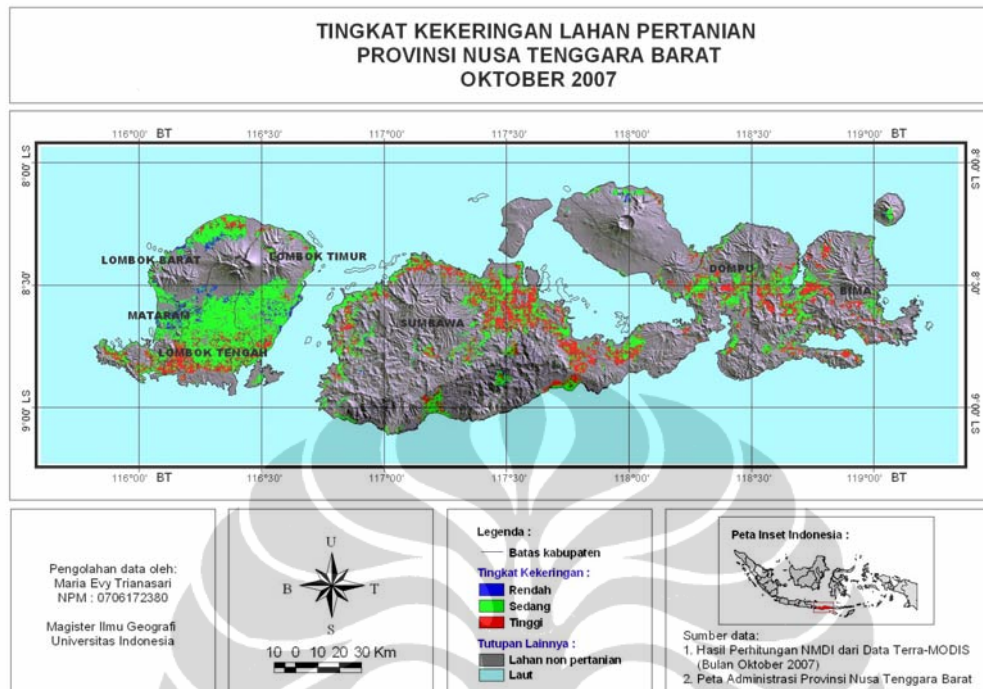 TINGKAT KEKERINGAN LAHAN PERTANIAN
PROVINSI NUSA TENGGARA BARAT
OKTOBER 2007
116°00' BT 116°30' 117°00' 117°30' 118°00' 118°30' 119°00' BT
8°00' LS
8°00' LS
LOMBOK BARAT
LOMBOK TIMUR
DOMPU
8°30'
8°30'
BIMA
MATARAM
SUMBAWA
LOMBOK TENGAH
9°00' LS
9°00' LS
116°00' BT 116°30' 117°00' 117°30' 118°00' 118°30' 119°00' BT
Pengolahan data oleh:
Maria Evy Trianasari
NPM : 0706172380
Magister Ilmu Geografi
Universitas Indonesia
U
B T
S
10 0 10 20 30 Km
Legenda :
Batas kabupaten
Tingkat Kekeringan :
Rendah
Sedang
Tinggi
Tutupan Lainnya :
Lahan non pertanian
Laut
Peta Inset Indonesia :
Sumber data:
1. Hasil Perhitungan NMDI dari Data Terra-MODIS
(Bulan Oktober 2007)
2. Peta Administrasi Provinsi Nusa Tenggara Barat